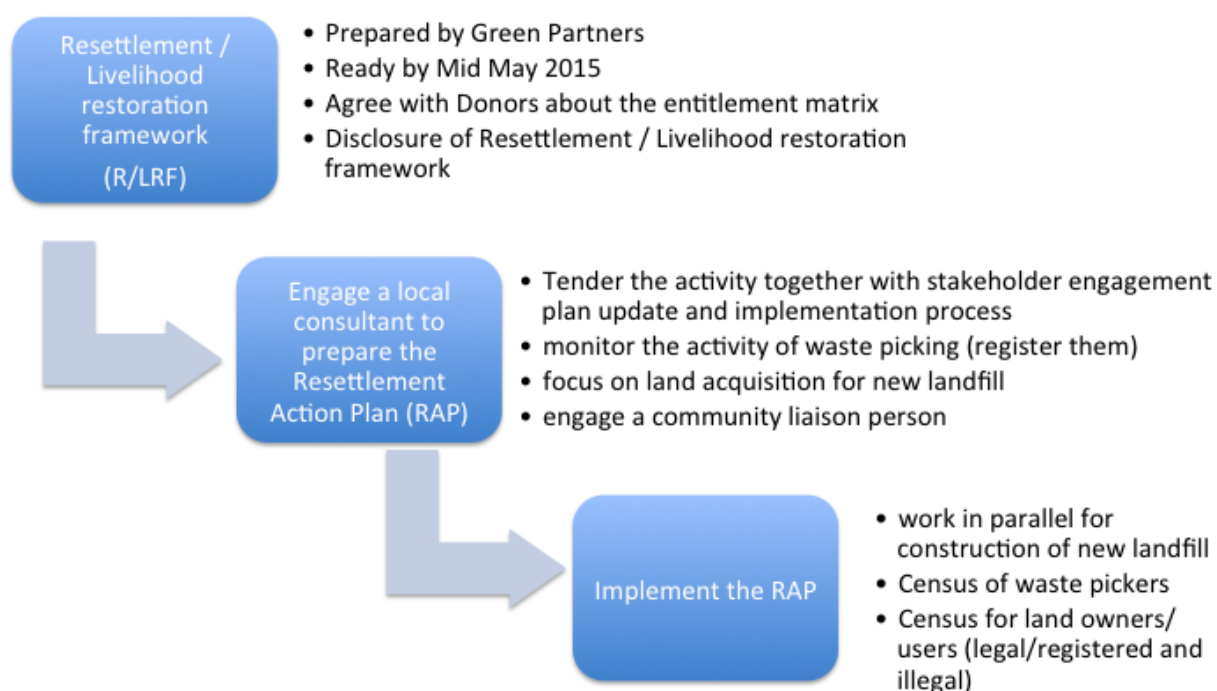 Resettlement /
Livelihood
restoration
framework
(R/LRF)
• Prepared by Green Partners
• Ready by Mid May 2015
• Agree with Donors about the entitlement matrix
• Disclosure of Resettlement / Livelihood restoration
framework
Engage a local
consultant to
prepare the
Resettlement
Action Plan (RAP)
• Tender the activity together with stakeholder engagement
plan update and implementation process
• monitor the activity of waste picking (register them)
• focus on land acquisition for new landfill
• engage a community liaison person
Implement the RAP
• work in parallel for
construction of new landfill
• Census of waste pickers
• Census for land owners/
users (legal/registered and
illegal)